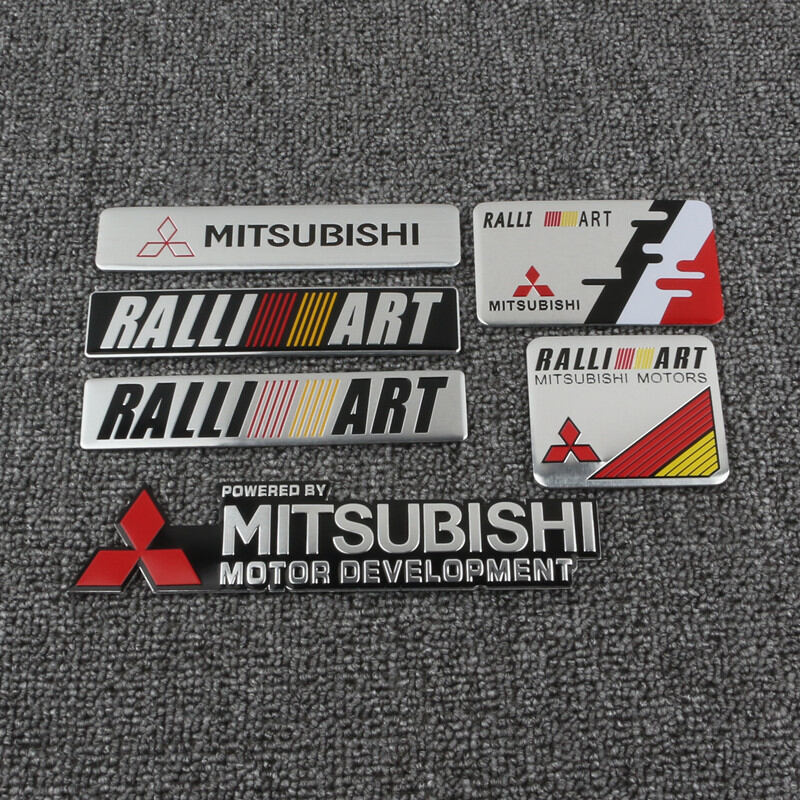 MITSUBISHI
RALLI ART
RALLI ART
RALLI ART
MITSUBISHI
RALLI ART
MITSUBISHI MOTORS
POWERED BY
MITSUBISHI
MOTOR DEVELOPMENT